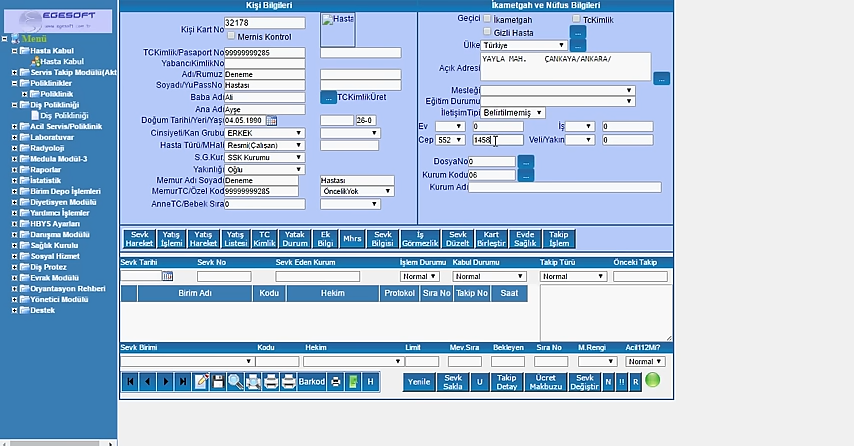 EGESOFT
www.egesoft.com.tr
Menü
Hasta Kabul
Hasta Kabul
Servis Takip Modülü(Akt
Poliklinikler
Poliklinik
Diş Polikliniği
Diş Polikliniği
Acil Servis/Poliklinik
Laboratuvar
Radyoloji
Medula Modül-3
Raporlar
İstatistik
Birim Depo İşlemleri
Diyetisyen Modülü
Yardımcı İşlemler
HBYS Ayarları
Danışma Modülü
Sağlık Kurulu
Sosyal Hizmet
Diş Protez
Evrak Modülü
Oryantasyon Rehberi
Yönetici Modülü
Destek
Kişi Bilgileri
Kişi Kart No 32178
Hasta
Mernis Kontrol
TCKimlik/Pasaport No 99999999285
YabancıKimlikNo
Adı/Rumuz Deneme
Soyadı/YuPassNo Hastası
Baba Adı Ali ... TCKimlikÜret
Ana Adı Ayşe
Doğum Tarihi/Yeri/Yaşı 04.05.1990 26-0
Cinsiyeti/Kan Grubu ERKEK
Hasta Türü/MHali Resmi(Çalışan)
S.G.Kur. SSK Kurumu
Yakınlığı Oğlu
Memur Adı Soyadı Deneme Hastası
MemurTC/Özel Kod 99999999285 ÖncelikYok
AnneTC/Bebek Sıra 0
İkametgah ve Nüfus Bilgileri
Geçici İkametgah TcKimlik
Gizli Hasta ...
Ülke Türkiye ...
Açık Adresi YAYLA MAH. ÇANKAYA/ANKARA/
...
Mesleği
Eğitim Durumu
İletişimTipi Belirtilmemiş
Ev 0 İş 0
Cep 552 1458 Veli/Yakın 0
DosyaNo 0 ...
Kurum Kodu 06 ...
Kurum Adı
Sevk Hareket Yatış İşlemi Yatış Hareket Yatış Listesi TC Kimlik Yatak Durum Ek Bilgi Mhrs Sevk Bilgisi İş Görmezlik Sevk Düzelt Kart Birleştir Evde Sağlık Takip İşlem
Sevk Tarihi Sevk No Sevk Eden Kurum İşlem Durumu Kabul Durumu Takip Türü Önceki Takip
Normal Normal Normal
Birim Adı Kodu Hekim Protokol Sıra No Takip No Saat
Sevk Birimi Kodu Hekim Limit Mev.Sıra Bekleyen Sıra No M.Rengi Acil112Mi?
Normal
Barkod H Yenile Sevk Sakla U Takip Detay Ücret Makbuzu Sevk Değiştir N !! R